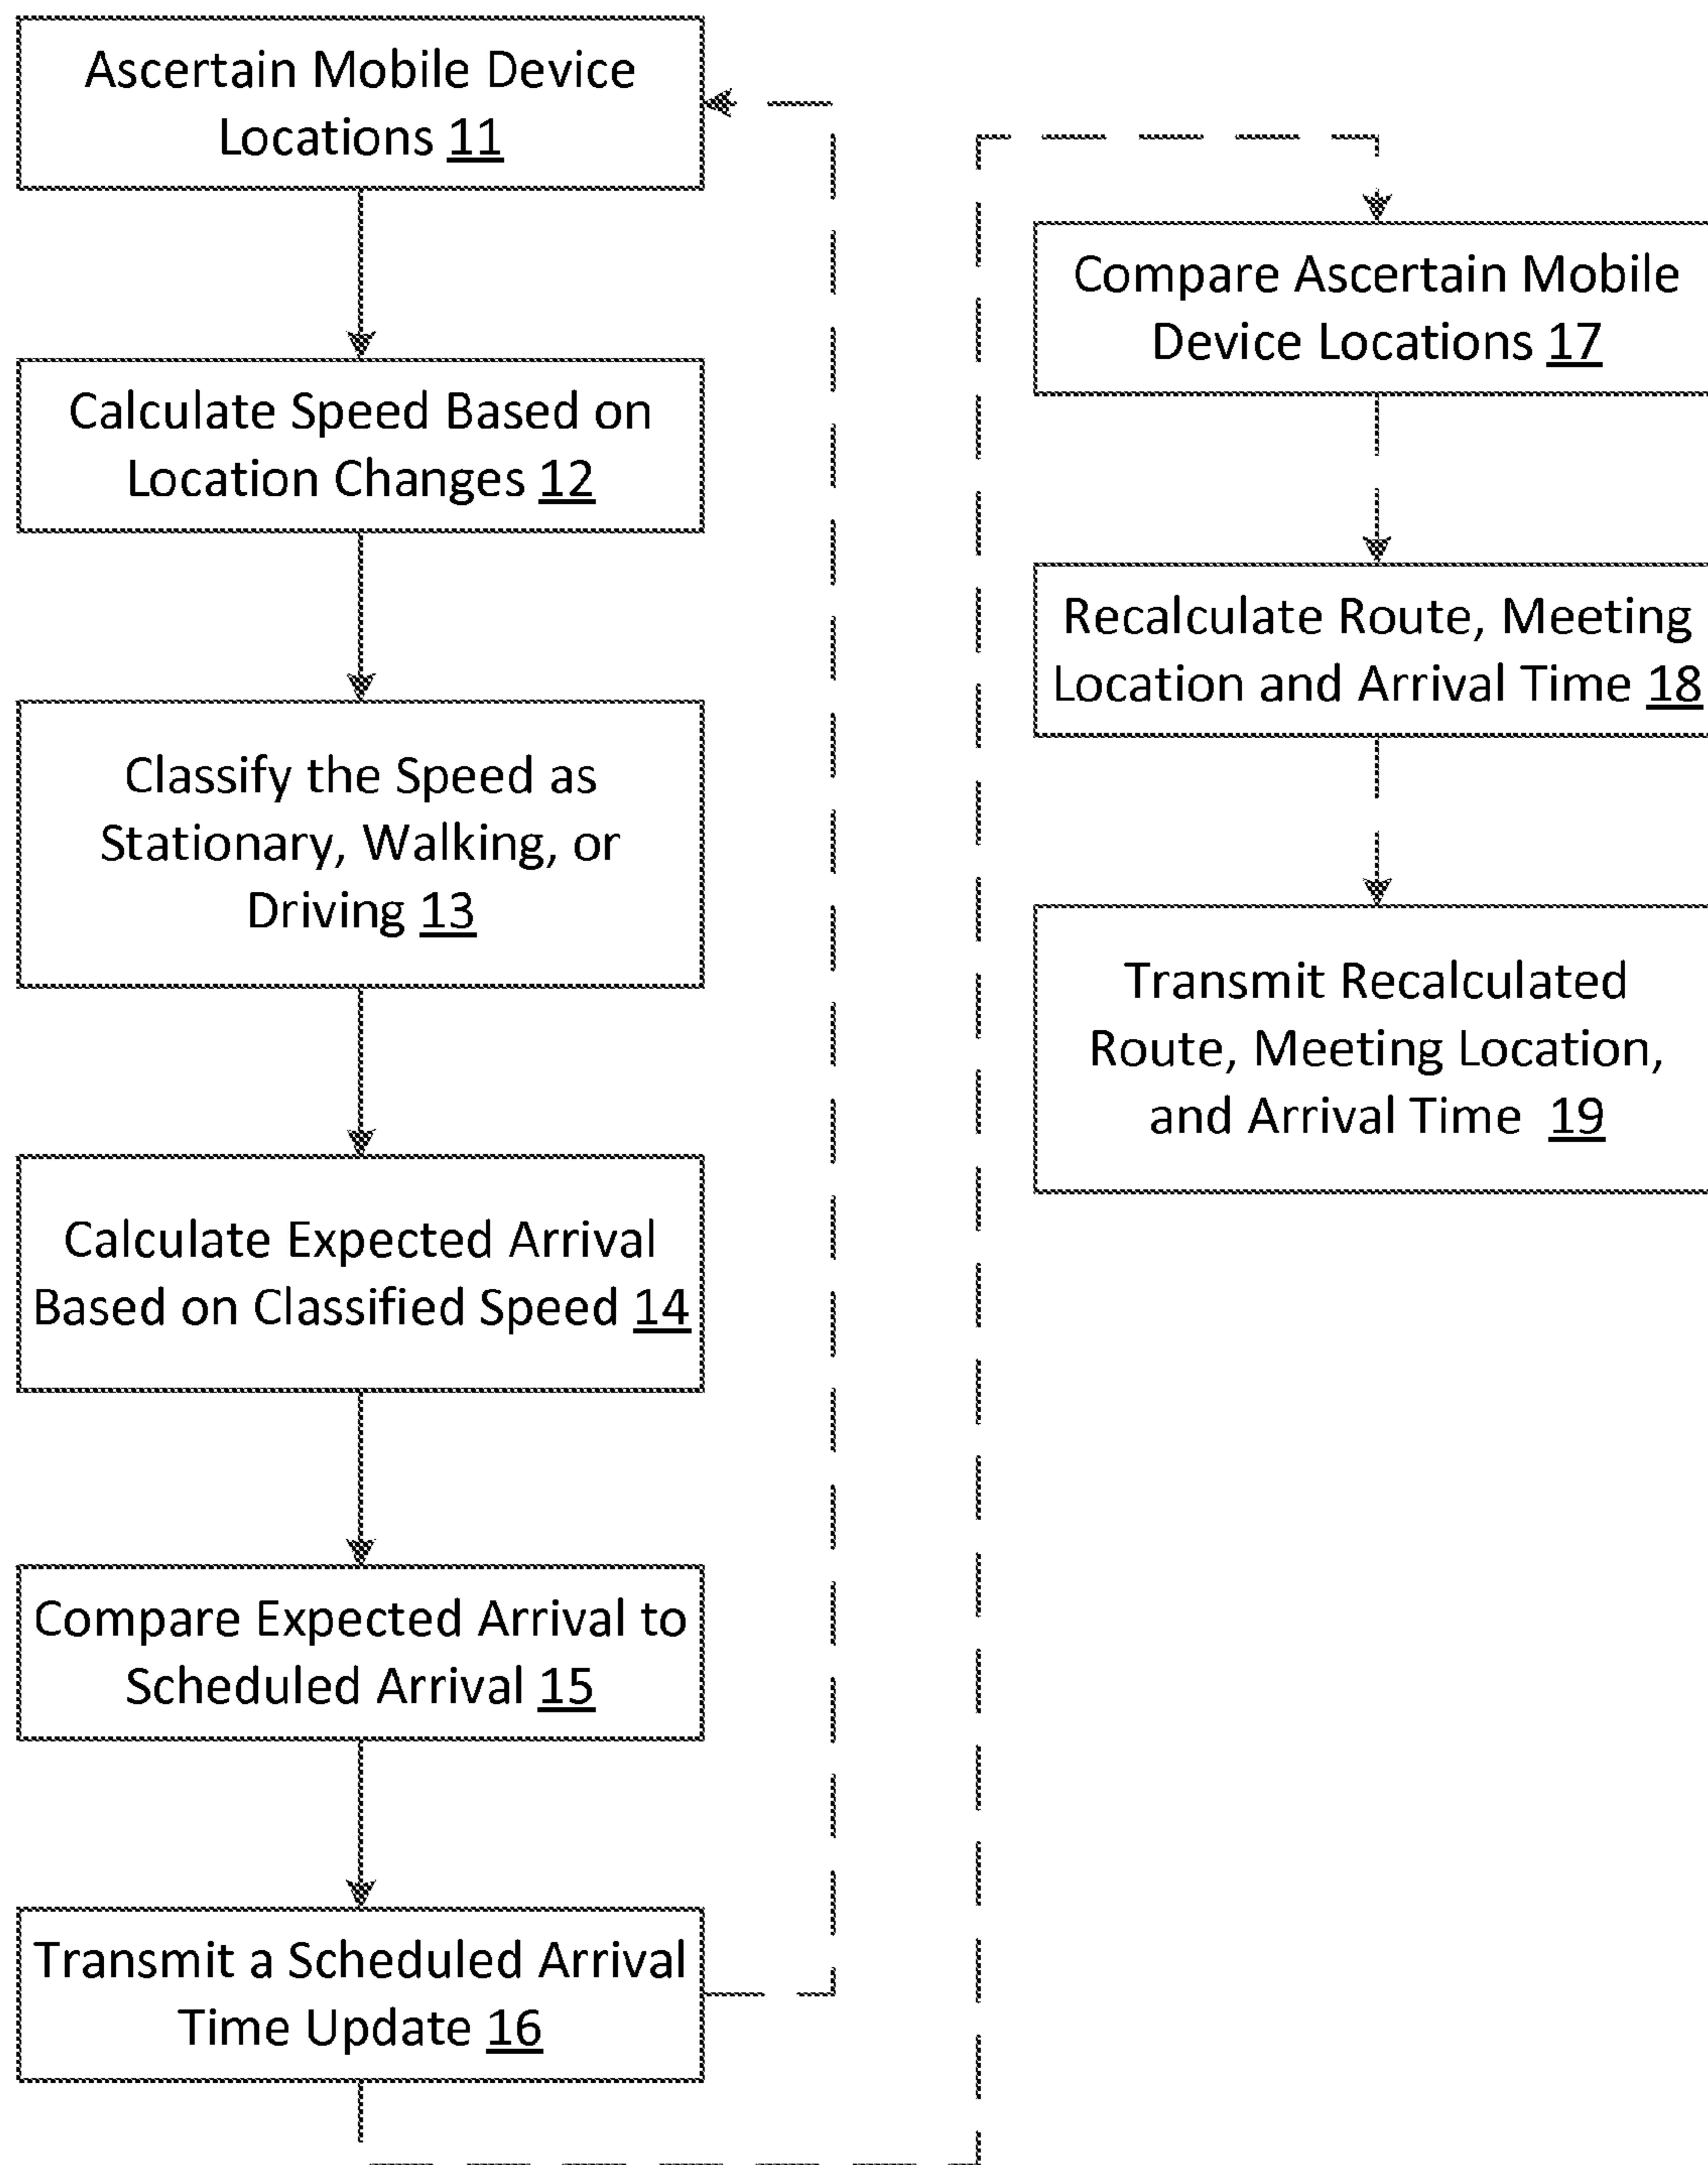 Ascertain Mobile Device
Locations 11
Calculate Speed Based on
Location Changes 12
Classify the Speed as
Stationary, Walking, or
Driving 13
Calculate Expected Arrival
Based on Classified Speed 14
Compare Expected Arrival to
Scheduled Arrival 15
Transmit a Scheduled Arrival
Time Update 16
Compare Ascertain Mobile
Device Locations 17
Recalculate Route, Meeting
Location and Arrival Time 18
Transmit Recalculated
Route, Meeting Location,
and Arrival Time 19